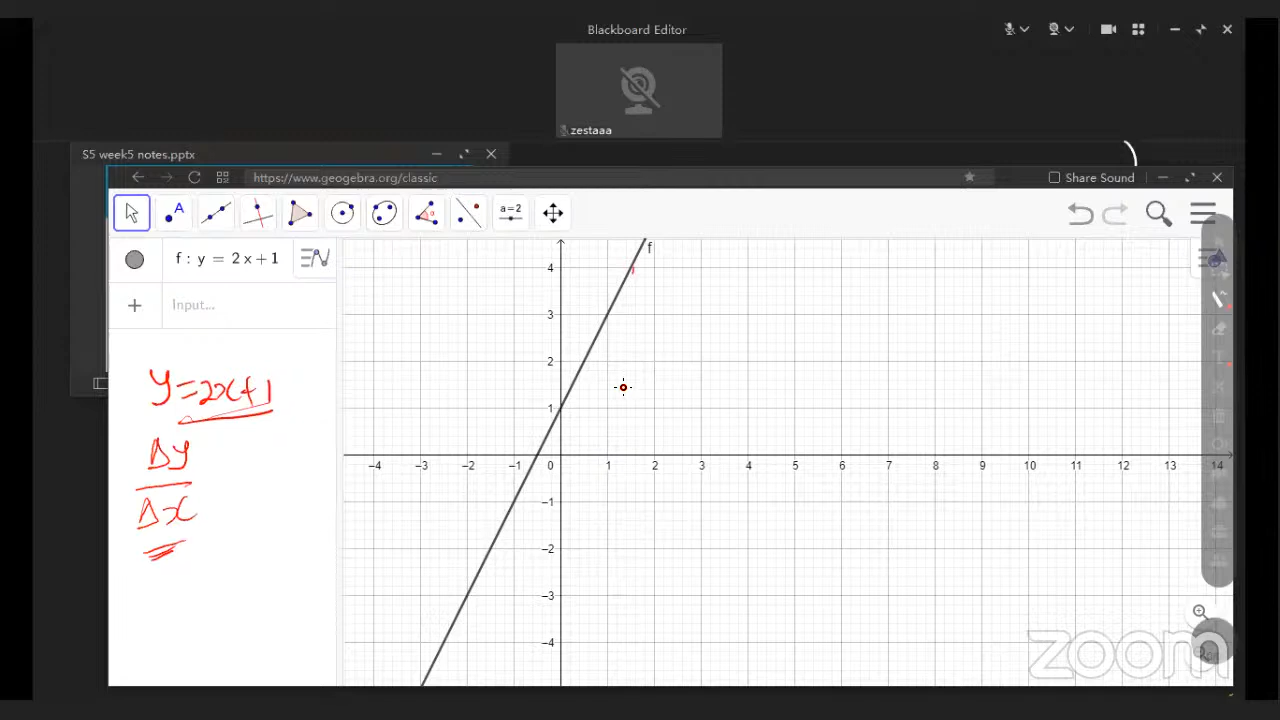 Blackboard Editor
zestaaa
S5 week5 notes.pptx
https://www.geogebra.org/classic
Share Sound
A
α
a=2
f : y = 2 x + 1
Input...
f
4
3
2
1
−4 −3 −2 −1 0 1 2 3 4 5 6 7 8 9 10 11 12 13 14
−1
−2
−3
−4
y=2x+1
Δy
Δx
zoom